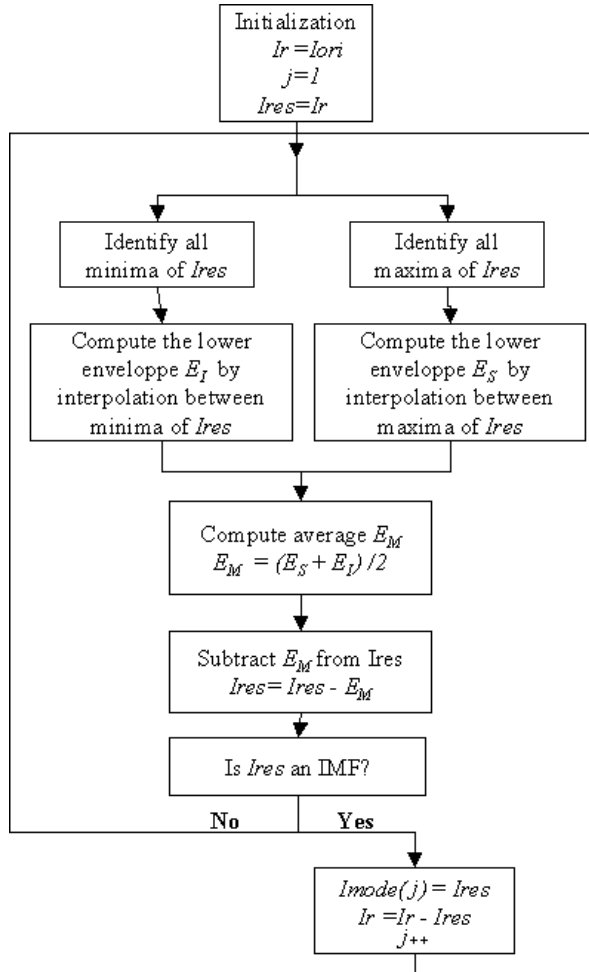 Initialization
Ir =Iori
j=1
Ires=Ir
Identify all
minima of Ires
Identify all
maxima of Ires
Compute the lower
enveloppe E_I by
interpolation between
minima of Ires
Compute the lower
enveloppe E_S by
interpolation between
maxima of Ires
Compute average E_M
E_M = (E_S + E_I) /2
Subtract E_M from Ires
Ires= Ires - E_M
Is Ires an IMF?
No
Yes
Imode(j) = Ires
Ir =Ir - Ires
j++